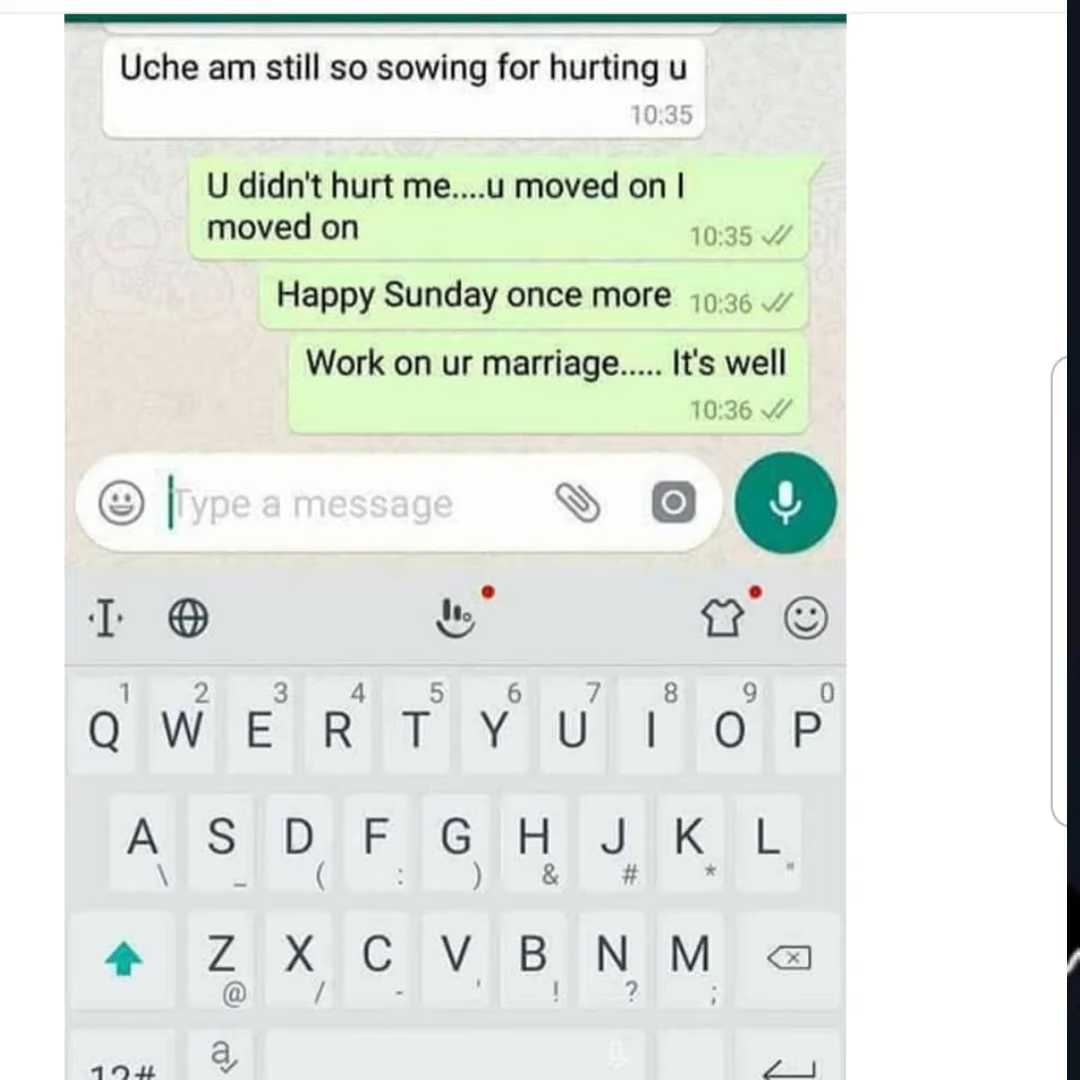 Uche am still so sowing for hurting u
10:35
U didn't hurt me....u moved on I
moved on 10:35
Happy Sunday once more 10:36
Work on ur marriage..... It's well
10:36
Type a message
1 2 3 4 5 6 7 8 9 0
Q W E R T Y U I O P
A S D F G H J K L
\ _ ( : ) & # * "
Z X C V B N M
@ / - ' ! ? ;
12# a